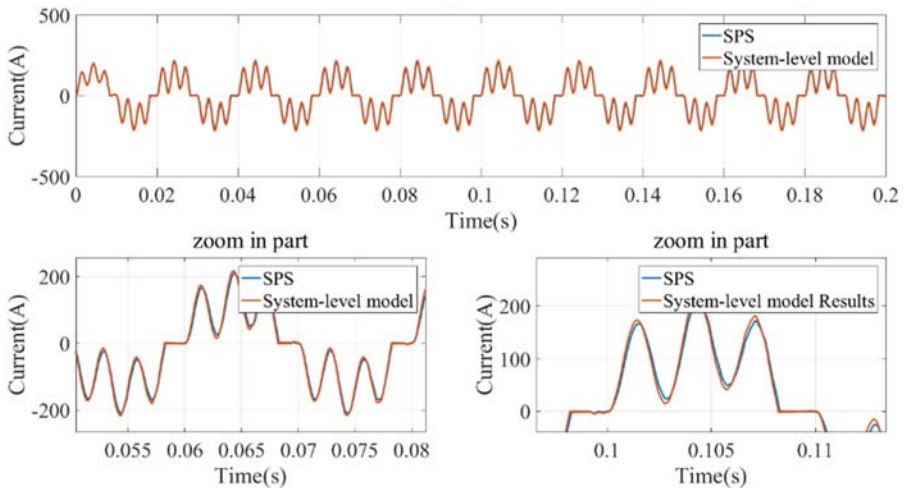 500
SPS
System-level model
Current(A)
0
-500
0 0.02 0.04 0.06 0.08 0.1 0.12 0.14 0.16 0.18 0.2
Time(s)
zoom in part
SPS
System-level model
200
Current(A)
0
-200
0.055 0.06 0.065 0.07 0.075 0.08
Time(s)
zoom in part
SPS
System-level model Results
200
Current(A)
100
0
0.1 0.105 0.11
Time(s)